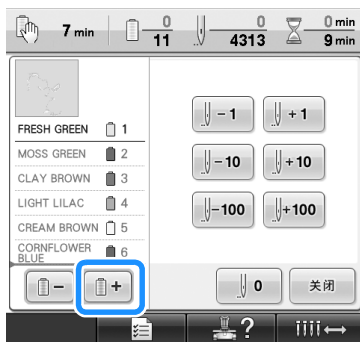 7 min 0 0 0 min
11 4313 9 min
FRESH GREEN 1
MOSS GREEN 2
CLAY BROWN 3
LIGHT LILAC 4
CREAM BROWN 5
CORNFLOWER
BLUE 6
-1 +1
-10 +10
-100 +100
- + 0 关闭
?